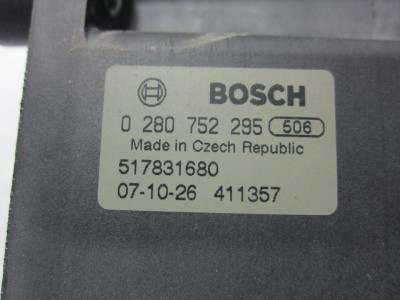 BOSCH
0 280 752 295 506
Made in Czech Republic
517831680
07-10-26 411357